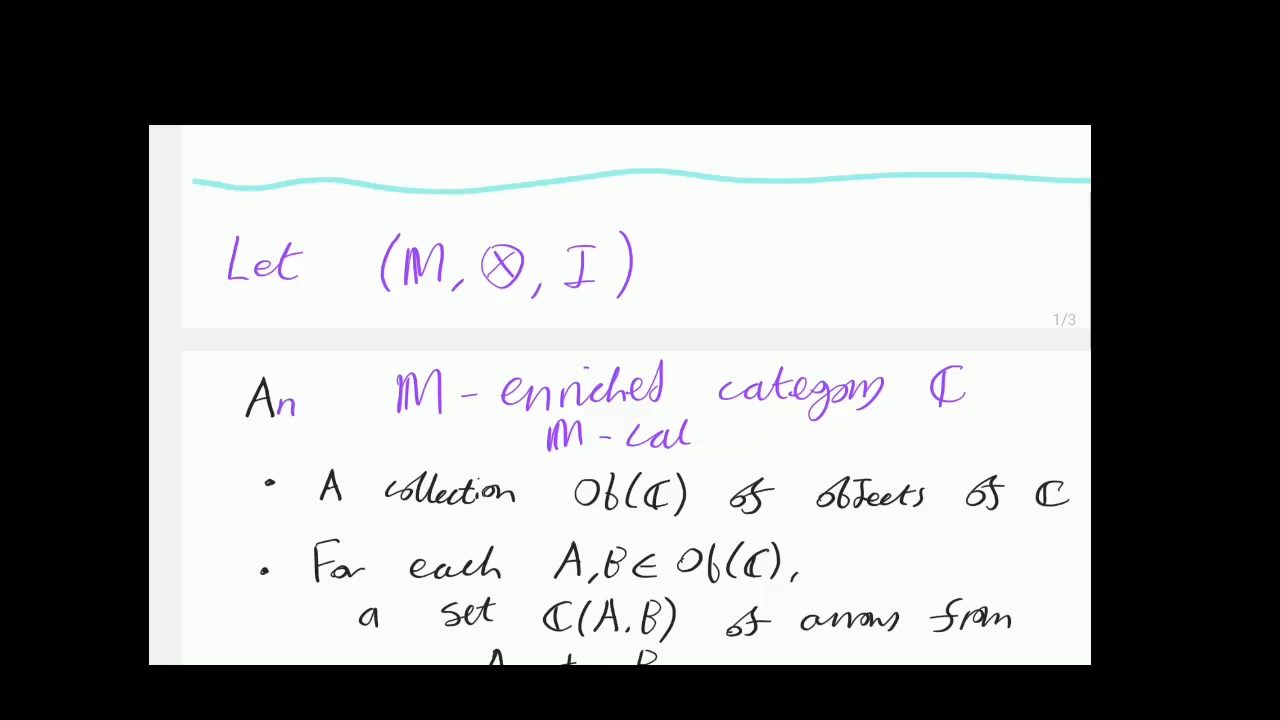 Let (M, ⊗, I)
1/3
An M-enriched category ℂ
M-cat
• A collection Ob(ℂ) of objects of ℂ
• For each A, B ∈ Ob(ℂ),
a set ℂ(A, B) of arrows from
A to B